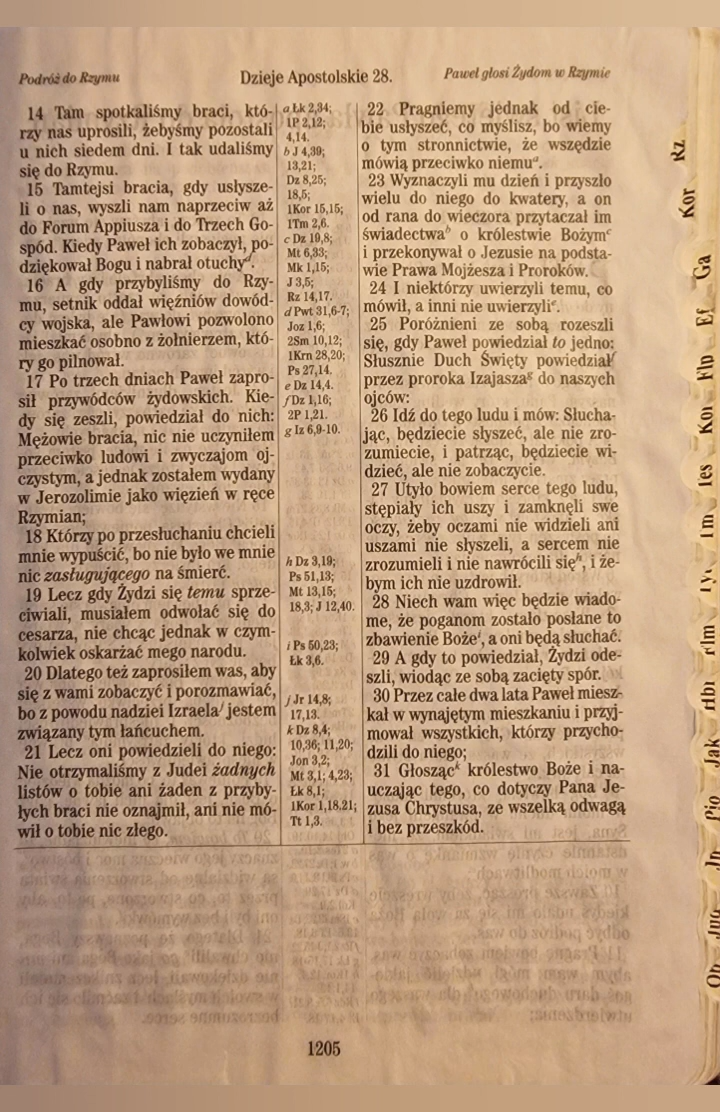 Podróż do Rzymu
Dzieje Apostolskie 28.
Paweł głosi Żydom w Rzymie
14 Tam spotkaliśmy braci, któ-
rzy nas uprosili, żebyśmy pozostali
u nich siedem dni. I tak udaliśmy
się do Rzymu.
15 Tamtejsi bracia, gdy usłysze-
li o nas, wyszli nam naprzeciw aż
do Forum Appiusza i do Trzech Go-
spód. Kiedy Paweł ich zobaczył, po-
dziękował Bogu i nabrał otuchy^d.
16 A gdy przybyliśmy do Rzy-
mu, setnik oddał więźniów dowód-
cy wojska, ale Pawłowi pozwolono
mieszkać osobno z żołnierzem, któ-
ry go pilnował.
17 Po trzech dniach Paweł zapro-
sił przywódców żydowskich. Kie-
dy się zeszli, powiedział do nich:
Mężowie bracia, nic nie uczyniłem
przeciwko ludowi i zwyczajom oj-
czystym, a jednak zostałem wydany
w Jerozolimie jako więzień w ręce
Rzymian;
18 Którzy po przesłuchaniu chcieli
mnie wypuścić, bo nie było we mnie
nic zasługującego na śmierć.
19 Lecz gdy Żydzi się temu sprze-
ciwiali, musiałem odwołać się do
cesarza, nie chcąc jednak w czym-
kolwiek oskarżać mego narodu.
20 Dlatego też zaprosiłem was, aby
się z wami zobaczyć i porozmawiać,
bo z powodu nadziei Izraela^j jestem
związany tym łańcuchem.
21 Lecz oni powiedzieli do niego:
Nie otrzymaliśmy z Judei żadnych
listów o tobie ani żaden z przyby-
łych braci nie oznajmił, ani nie mó-
wił o tobie nic złego.
a Łk 2,34;
1P 2,12;
4,14.
b J 4,39;
13,21;
Dz 8,25;
18,5;
1Kor 15,15;
1Tm 2,6.
c Dz 19,8;
Mt 6,33;
Mk 1,15;
J 3,5;
Rz 14,17.
d Pwt 31,6-7;
Joz 1,6;
2Sm 10,12;
1Krn 28,20;
Ps 27,14.
e Dz 14,4.
f Dz 1,16;
2P 1,21.
g Iz 6,9-10.
h Dz 3,19;
Ps 51,13;
Mt 13,15;
18,3; J 12,40.
i Ps 50,23;
Łk 3,6.
j Jr 14,8;
17,13.
k Dz 8,4;
10,36; 11,20;
Jon 3,2;
Mt 3,1; 4,23;
Łk 8,1;
1Kor 1,18.21;
Tt 1,3.
22 Pragniemy jednak od cie-
bie usłyszeć, co myślisz, bo wiemy
o tym stronnictwie, że wszędzie
mówią przeciwko niemu^a.
23 Wyznaczyli mu dzień i przyszło
wielu do niego do kwatery, a on
od rana do wieczora przytaczał im
świadectwa^b o królestwie Bożym^c
i przekonywał o Jezusie na podsta-
wie Prawa Mojżesza i Proroków.
24 I niektórzy uwierzyli temu, co
mówił, a inni nie uwierzyli^e.
25 Poróżnieni ze sobą rozeszli
się, gdy Paweł powiedział to jedno:
Słusznie Duch Święty powiedział^f
przez proroka Izajasza^g do naszych
ojców:
26 Idź do tego ludu i mów: Słucha-
jąc, będziecie słyszeć, ale nie zro-
zumiecie, i patrząc, będziecie wi-
dzieć, ale nie zobaczycie.
27 Utyło bowiem serce tego ludu,
stępiały ich uszy i zamknęli swe
oczy, żeby oczami nie widzieli ani
uszami nie słyszeli, a sercem nie
zrozumieli i nie nawrócili się^h, i że-
bym ich nie uzdrowił.
28 Niech wam więc będzie wiado-
me, że poganom zostało posłane to
zbawienie Boże^i, a oni będą słuchać.
29 A gdy to powiedział, Żydzi ode-
szli, wiodąc ze sobą zacięty spór.
30 Przez całe dwa lata Paweł miesz-
kał w wynajętym mieszkaniu i przyj-
mował wszystkich, którzy przycho-
dzili do niego;
31 Głosząc^k królestwo Boże i na-
uczając tego, co dotyczy Pana Je-
zusa Chrystusa, ze wszelką odwagą
i bez przeszkód.
1205
Rz
Kor
Ga
Ef
Flp
Kol
Tes
Tm
Flm
Hbr
Jak
Pio
Jn
Jud
Ob